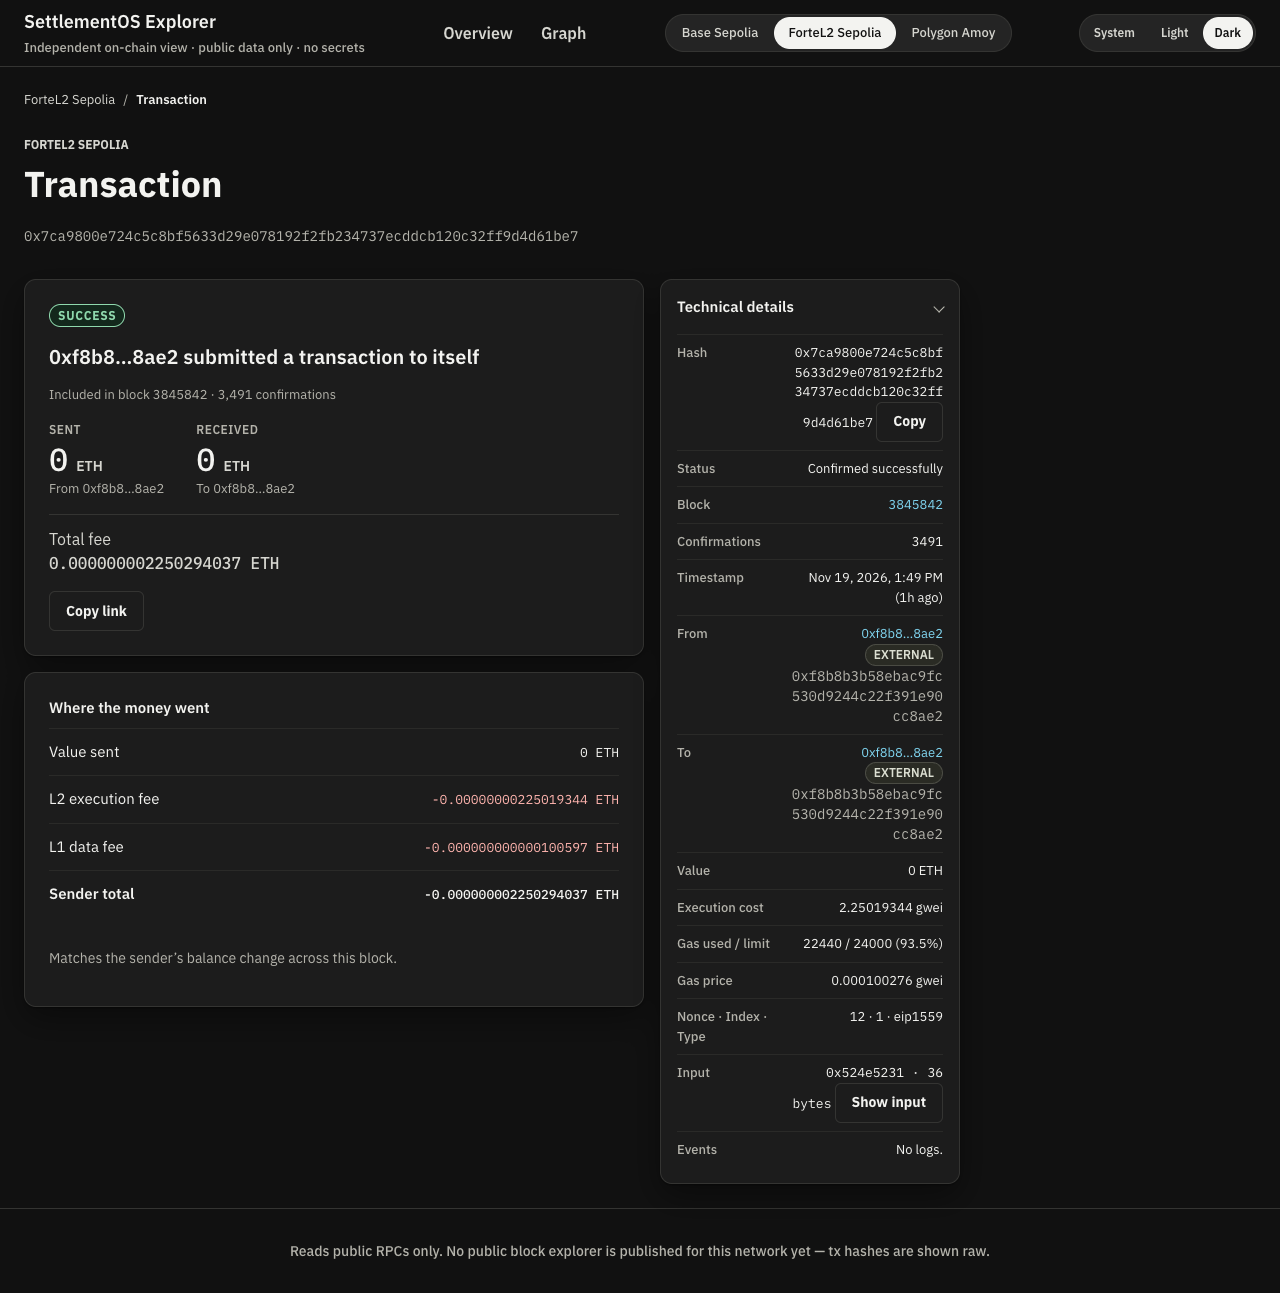 SettlementOS Explorer
Independent on-chain view · public data only · no secrets
Overview
Graph
Base Sepolia
ForteL2 Sepolia
Polygon Amoy
System
Light
Dark
ForteL2 Sepolia / Transaction
FORTEL2 SEPOLIA
Transaction
0x7ca9800e724c5c8bf5633d29e078192f2fb234737ecddcb120c32ff9d4d61be7
SUCCESS
0xf8b8…8ae2 submitted a transaction to itself
Included in block 3845842 · 3,491 confirmations
SENT
0 ETH
From 0xf8b8…8ae2
RECEIVED
0 ETH
To 0xf8b8…8ae2
Total fee
0.000000002250294037 ETH
Copy link
Where the money went
Value sent 0 ETH
L2 execution fee -0.00000000225019344 ETH
L1 data fee -0.000000000000100597 ETH
Sender total -0.000000002250294037 ETH
Matches the sender’s balance change across this block.
Technical details
Hash 0x7ca9800e724c5c8bf
5633d29e078192f2fb2
34737ecddcb120c32ff
9d4d61be7 Copy
Status Confirmed successfully
Block 3845842
Confirmations 3491
Timestamp Nov 19, 2026, 1:49 PM
(1h ago)
From 0xf8b8…8ae2
EXTERNAL
0xf8b8b3b58ebac9fc
530d9244c22f391e90
cc8ae2
To 0xf8b8…8ae2
EXTERNAL
0xf8b8b3b58ebac9fc
530d9244c22f391e90
cc8ae2
Value 0 ETH
Execution cost 2.25019344 gwei
Gas used / limit 22440 / 24000 (93.5%)
Gas price 0.000100276 gwei
Nonce · Index · 12 · 1 · eip1559
Type
Input 0x524e5231 · 36
bytes Show input
Events No logs.
Reads public RPCs only. No public block explorer is published for this network yet — tx hashes are shown raw.